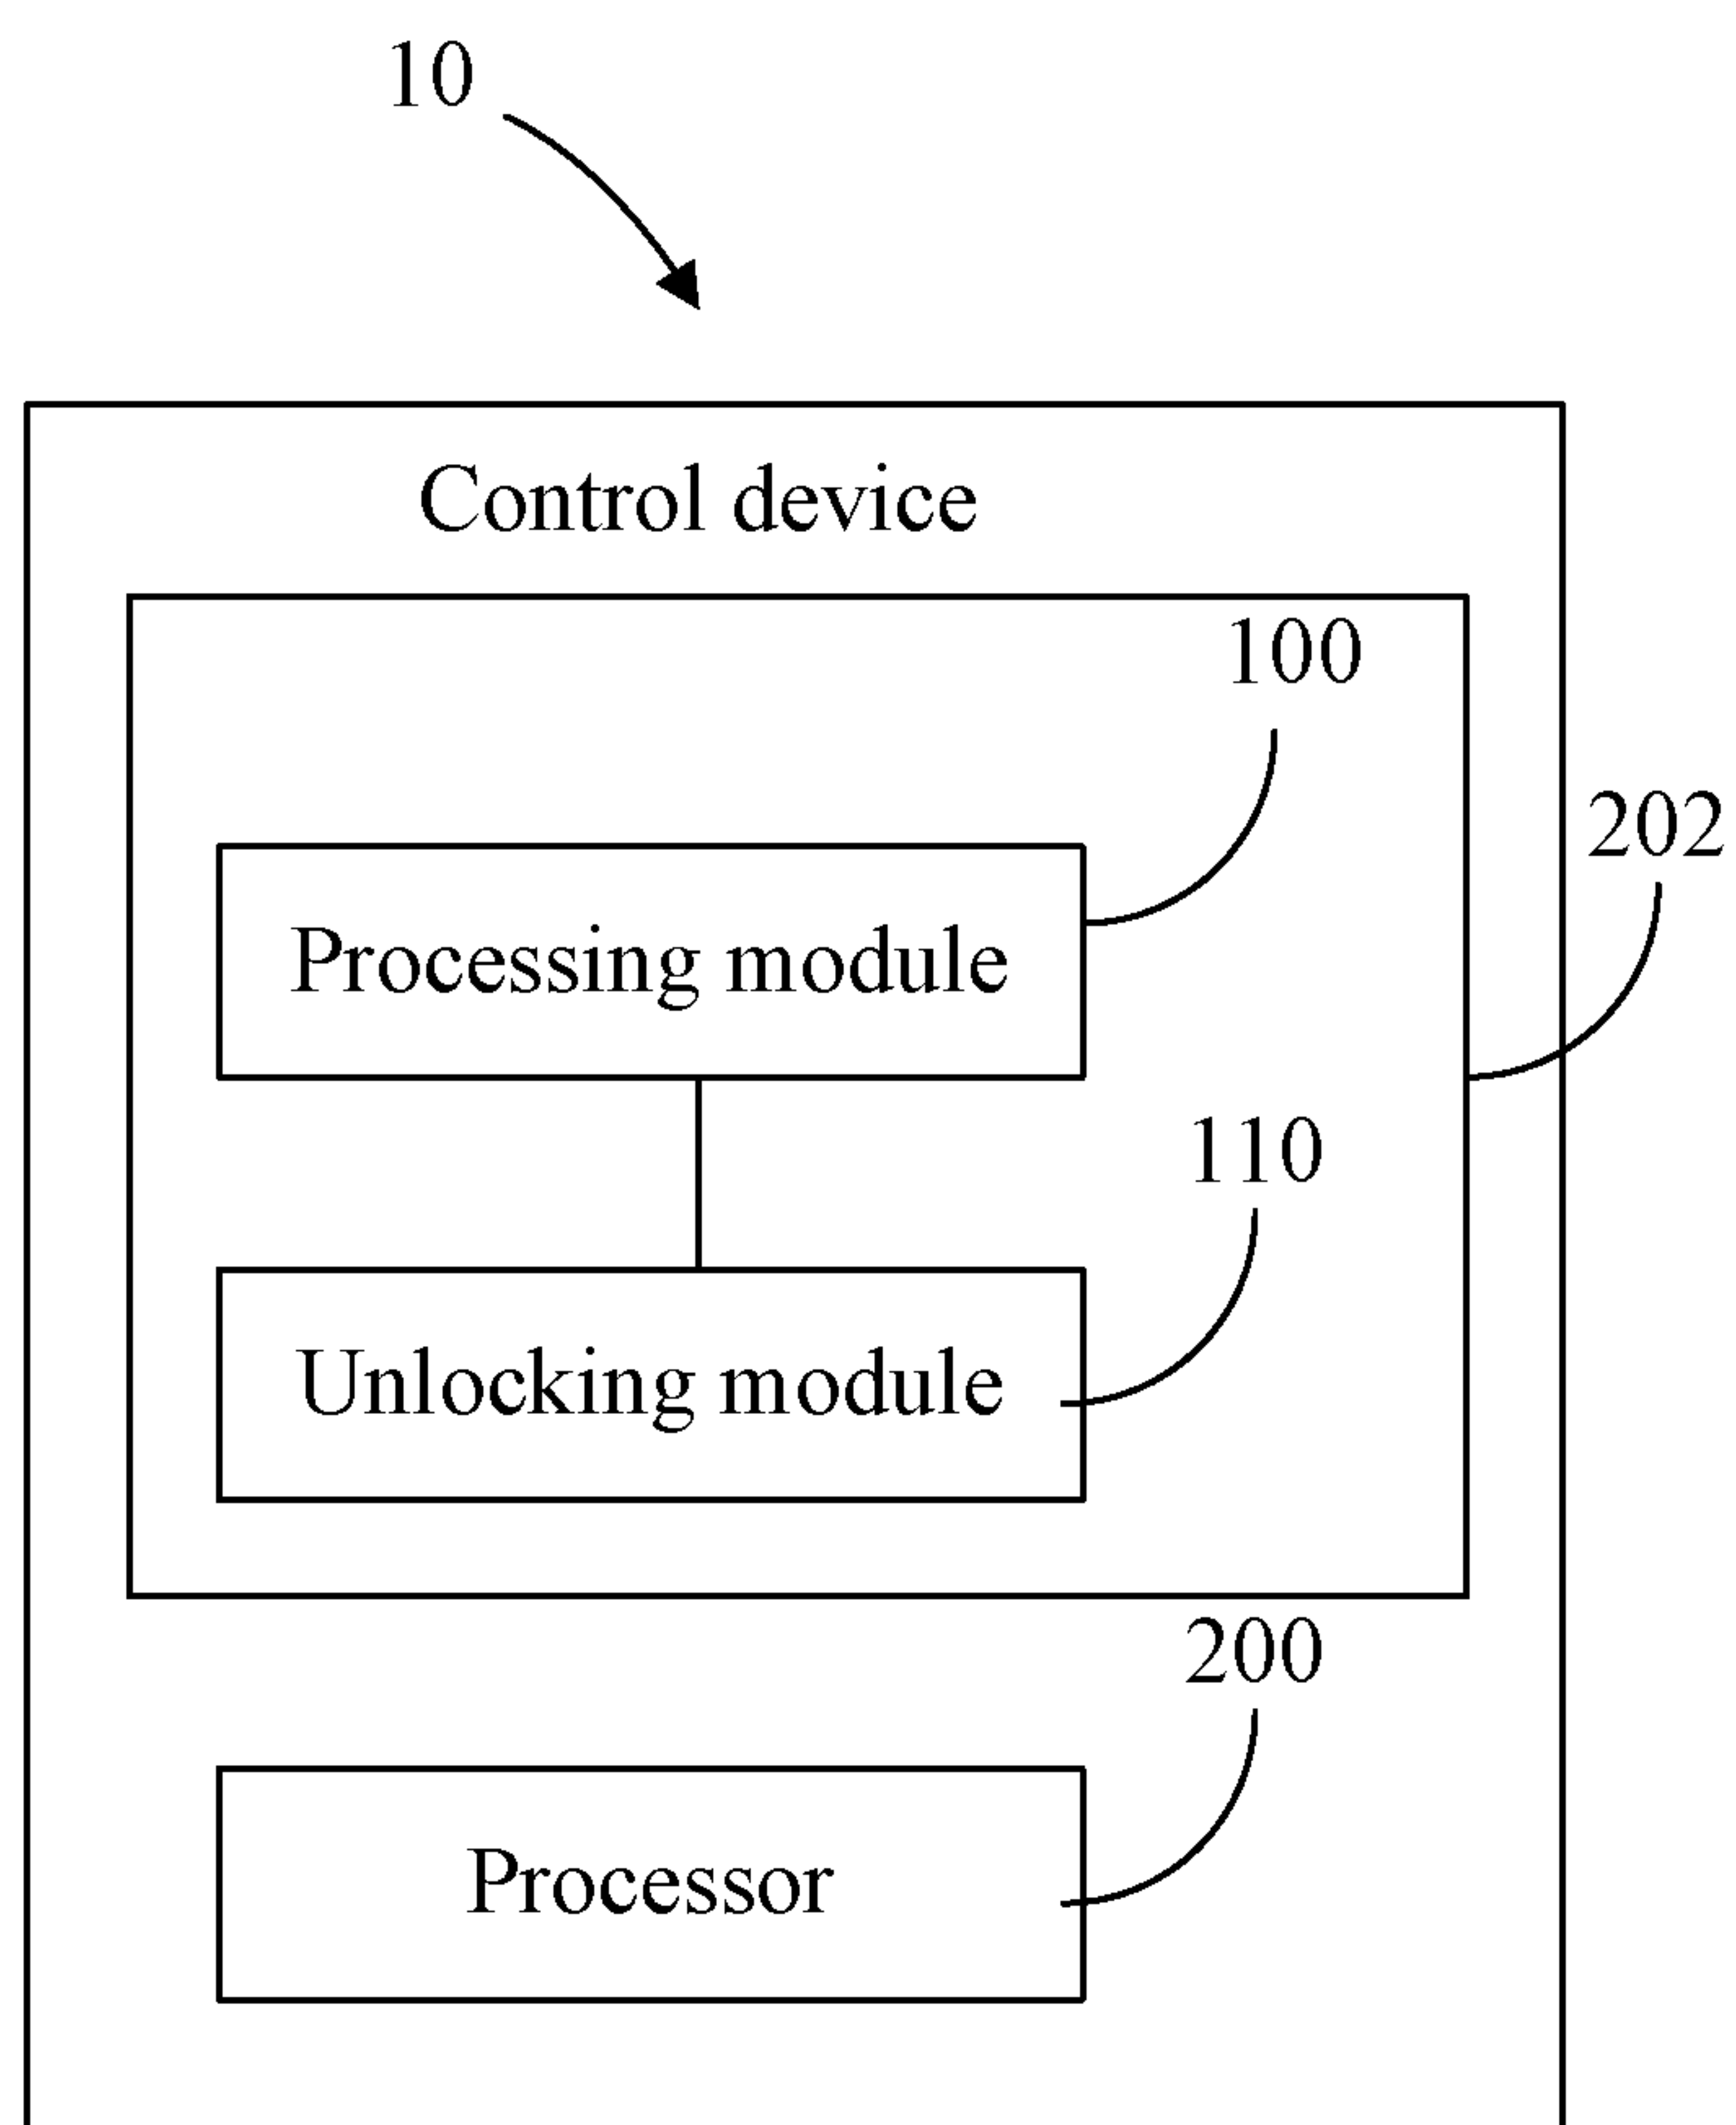 10
Control device
100
202
Processing module
110
Unlocking module
200
Processor